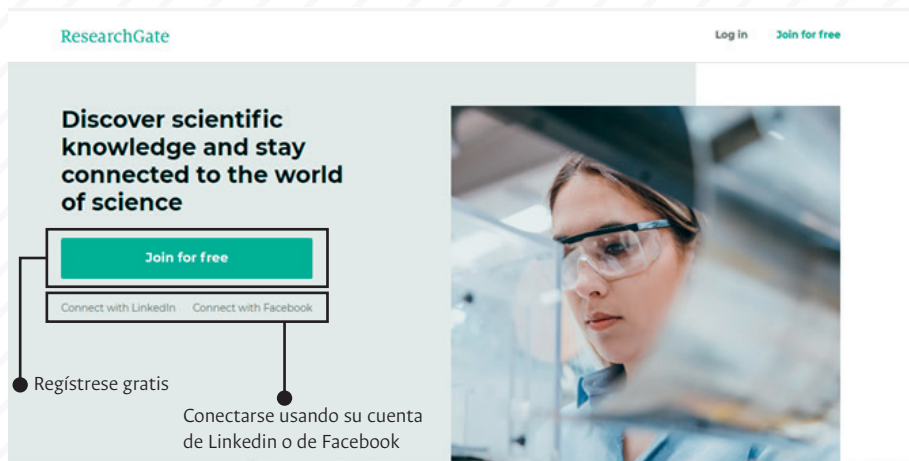 ResearchGate
Log in Join for free
Discover scientific
knowledge and stay
connected to the world
of science
Join for free
Connect with LinkedIn Connect with Facebook
Regístrese gratis
Conectarse usando su cuenta
de Linkedin o de Facebook